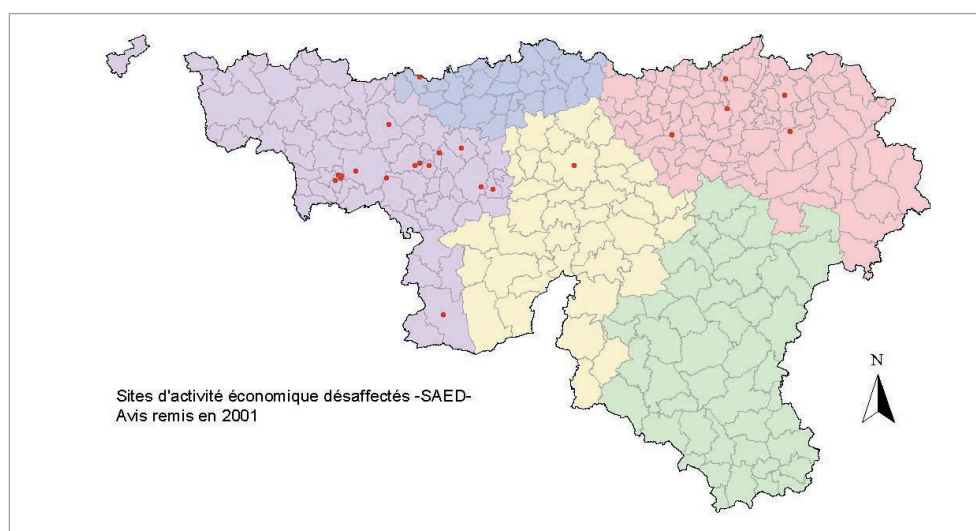 Sites d'activité économique désaffectés -SAED-
Avis remis en 2001
N